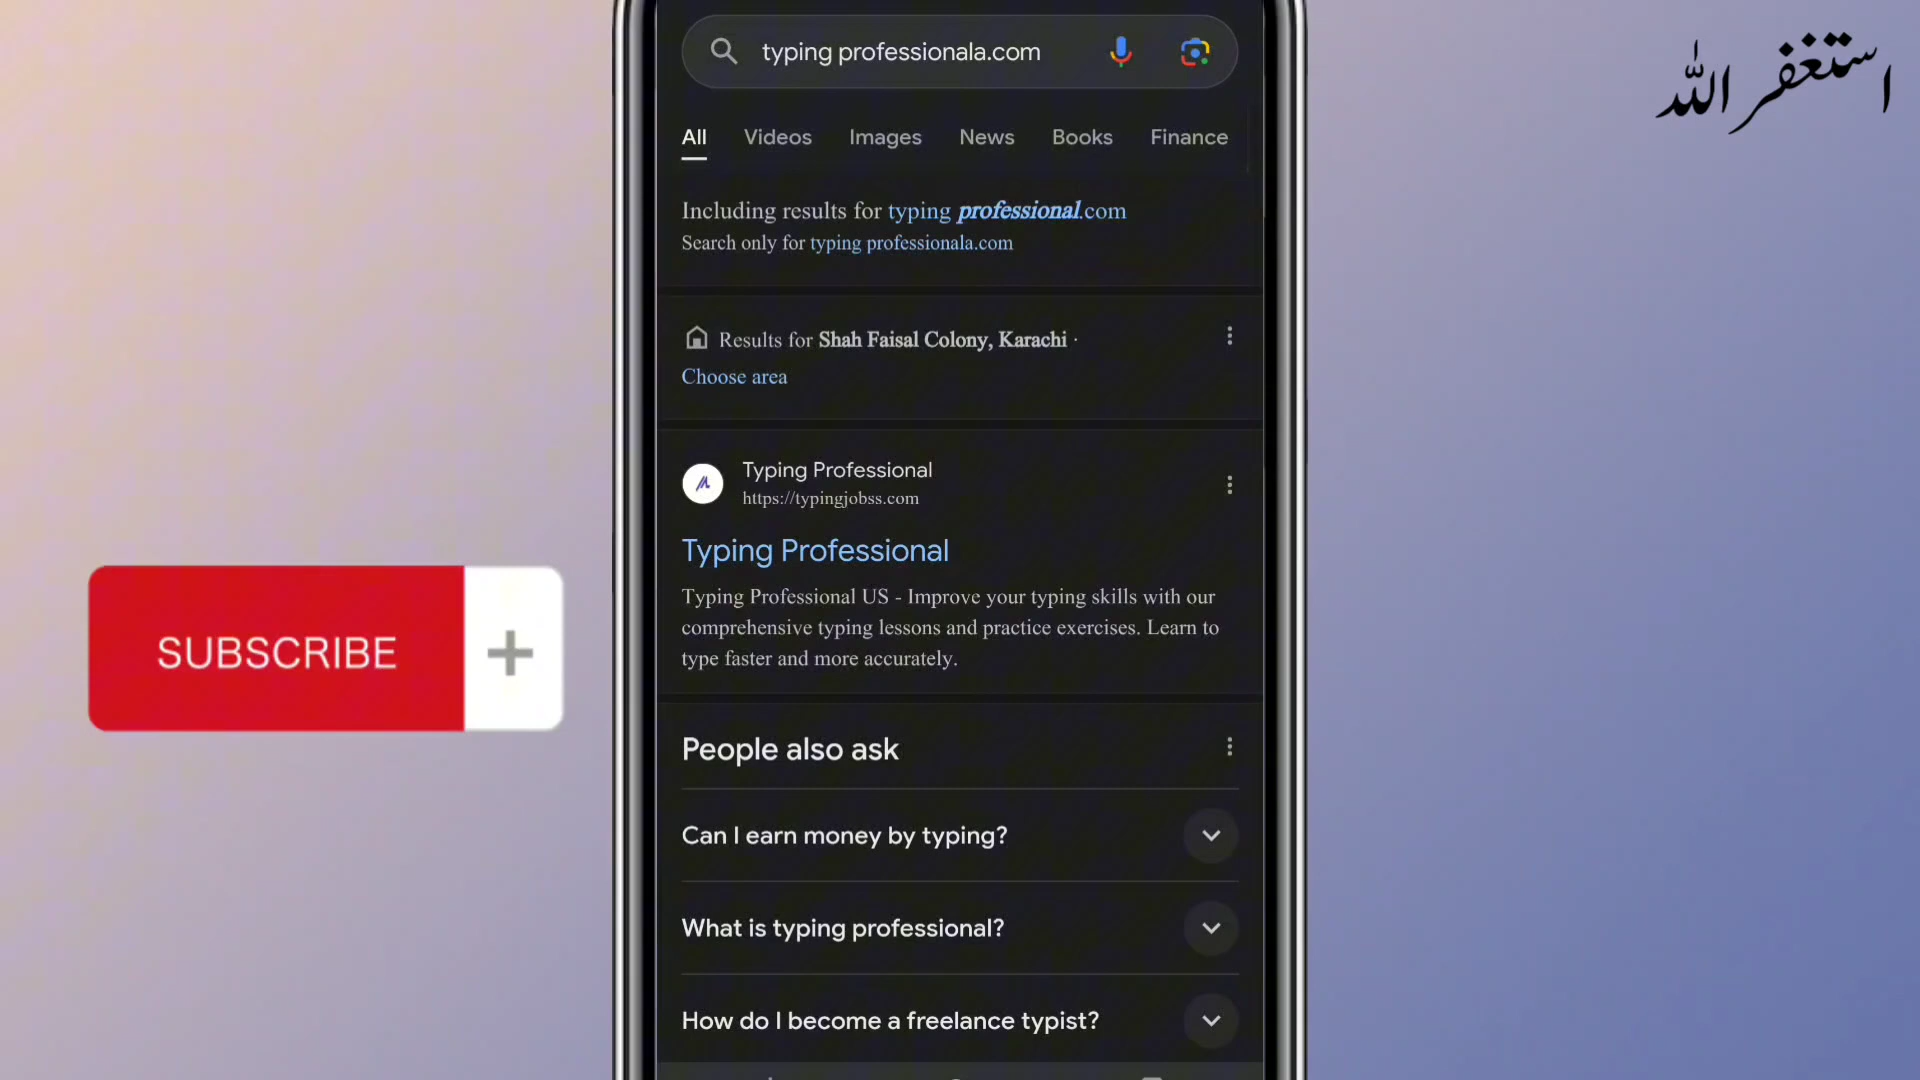 typing professionala.com
استغفر الله
All Videos Images News Books Finance
Including results for typing professional.com
Search only for typing professionala.com
Results for Shah Faisal Colony, Karachi ·
Choose area
Typing Professional
https://typingjobss.com
Typing Professional
Typing Professional US - Improve your typing skills with our
comprehensive typing lessons and practice exercises. Learn to
type faster and more accurately.
SUBSCRIBE +
People also ask
Can I earn money by typing?
What is typing professional?
How do I become a freelance typist?